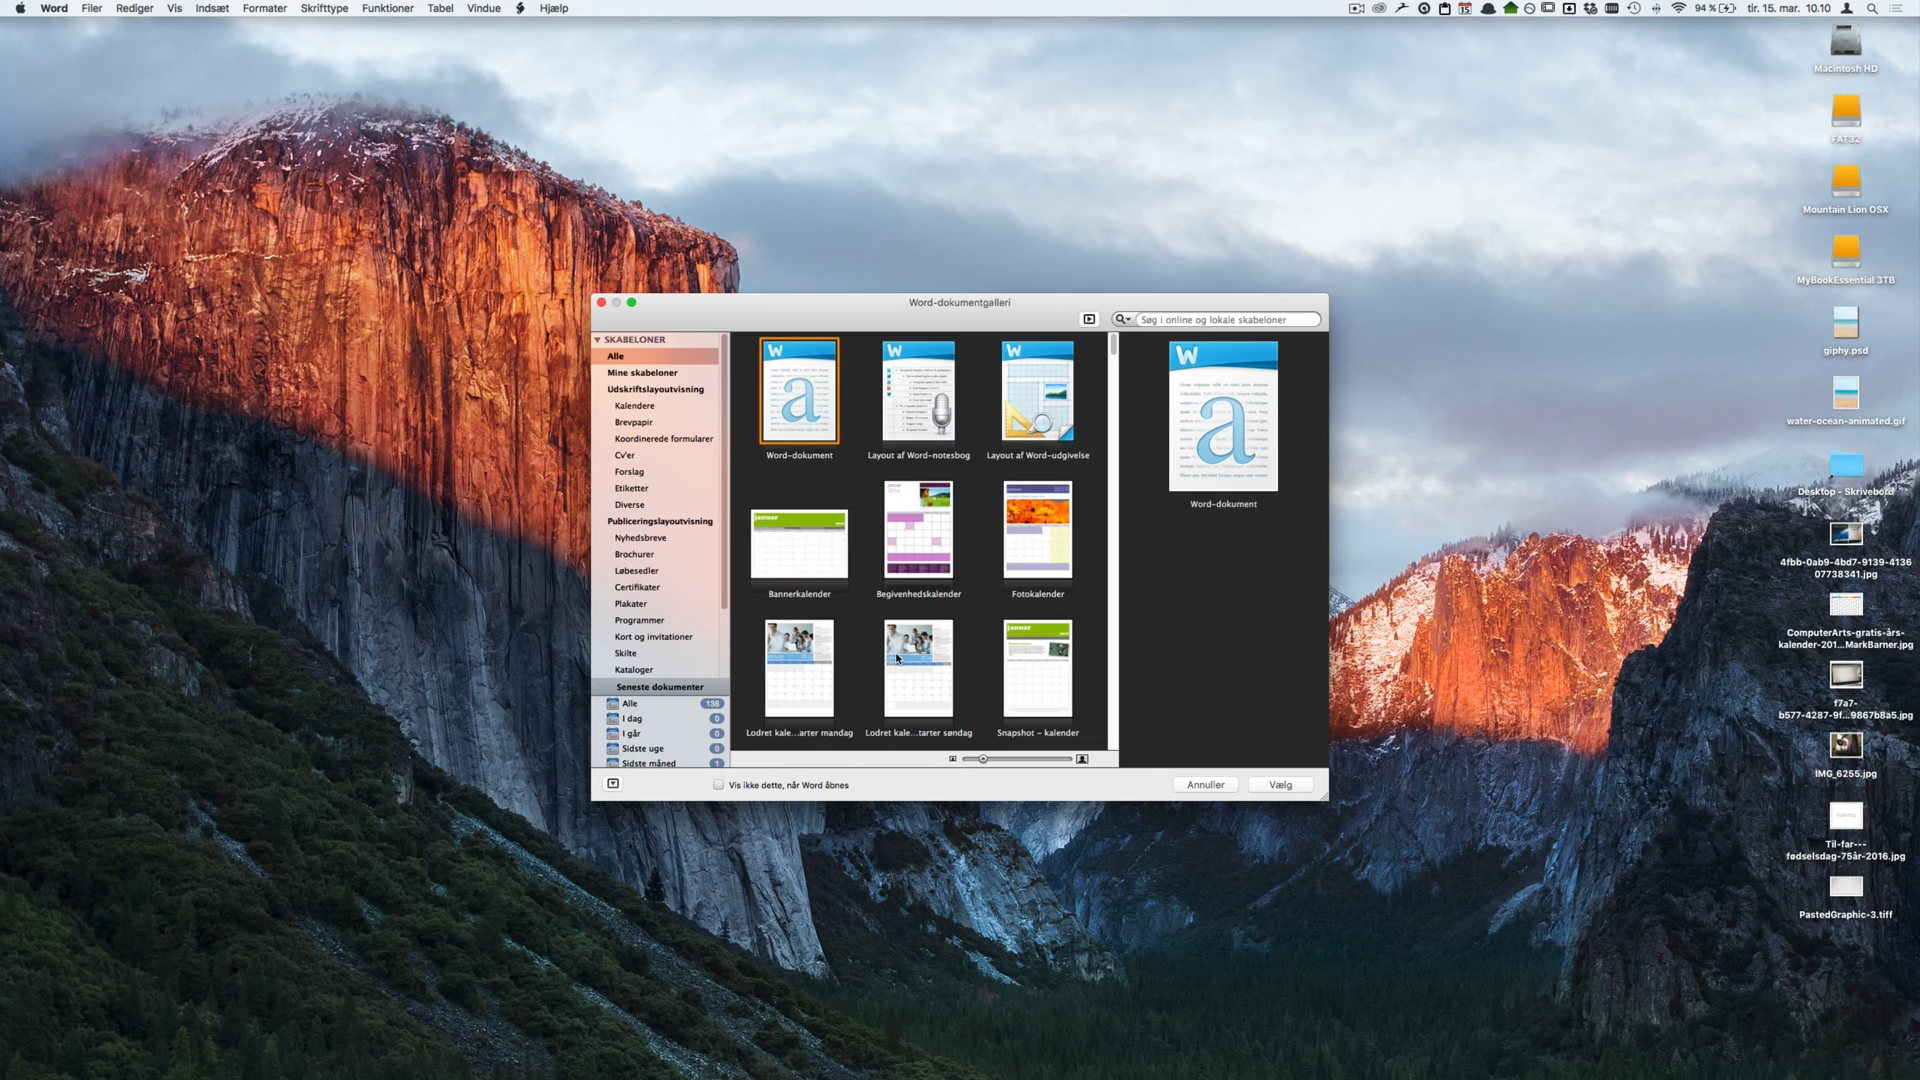 Word Filer Rediger Vis Indsæt Formater Skrifttype Funktioner Tabel Vindue Hjælp
15 94 % tir. 15. mar. 10.10
Macintosh HD
FAT32
Mountain Lion OSX
MyBookEssential 3TB
giphy.psd
water-ocean-animated.gif
Desktop - Skrivebord
4fbb-0ab9-4bd7-9139-4136
07738341.jpg
ComputerArts-gratis-års-
kalender-201...MarkBarner.jpg
f7a7-
b577-4287-9f...9867b8a5.jpg
IMG_6255.jpg
Til-far---
fødselsdag-75år-2016.jpg
PastedGraphic-3.tiff
Word-dokumentgalleri
Søg i online og lokale skabeloner
SKABELONER
Alle
Mine skabeloner
Udskriftslayoutvisning
Kalendere
Brevpapir
Koordinerede formularer
Cv'er
Forslag
Etiketter
Diverse
Publiceringslayoutvisning
Nyhedsbreve
Brochurer
Løbesedler
Certifikater
Plakater
Programmer
Kort og invitationer
Skilte
Kataloger
Seneste dokumenter
Alle 138
I dag 0
I går 0
Sidste uge 0
Sidste måned 1
W W W
a
Word-dokument Layout af Word-notesbog Layout af Word-udgivelse
januar januar januar
Bannerkalender Begivenhedskalender Fotokalender
januar
Lodret kale...arter mandag Lodret kale...tarter søndag Snapshot – kalender
W
a
Word-dokument
Vis ikke dette, når Word åbnes
Annuller Vælg